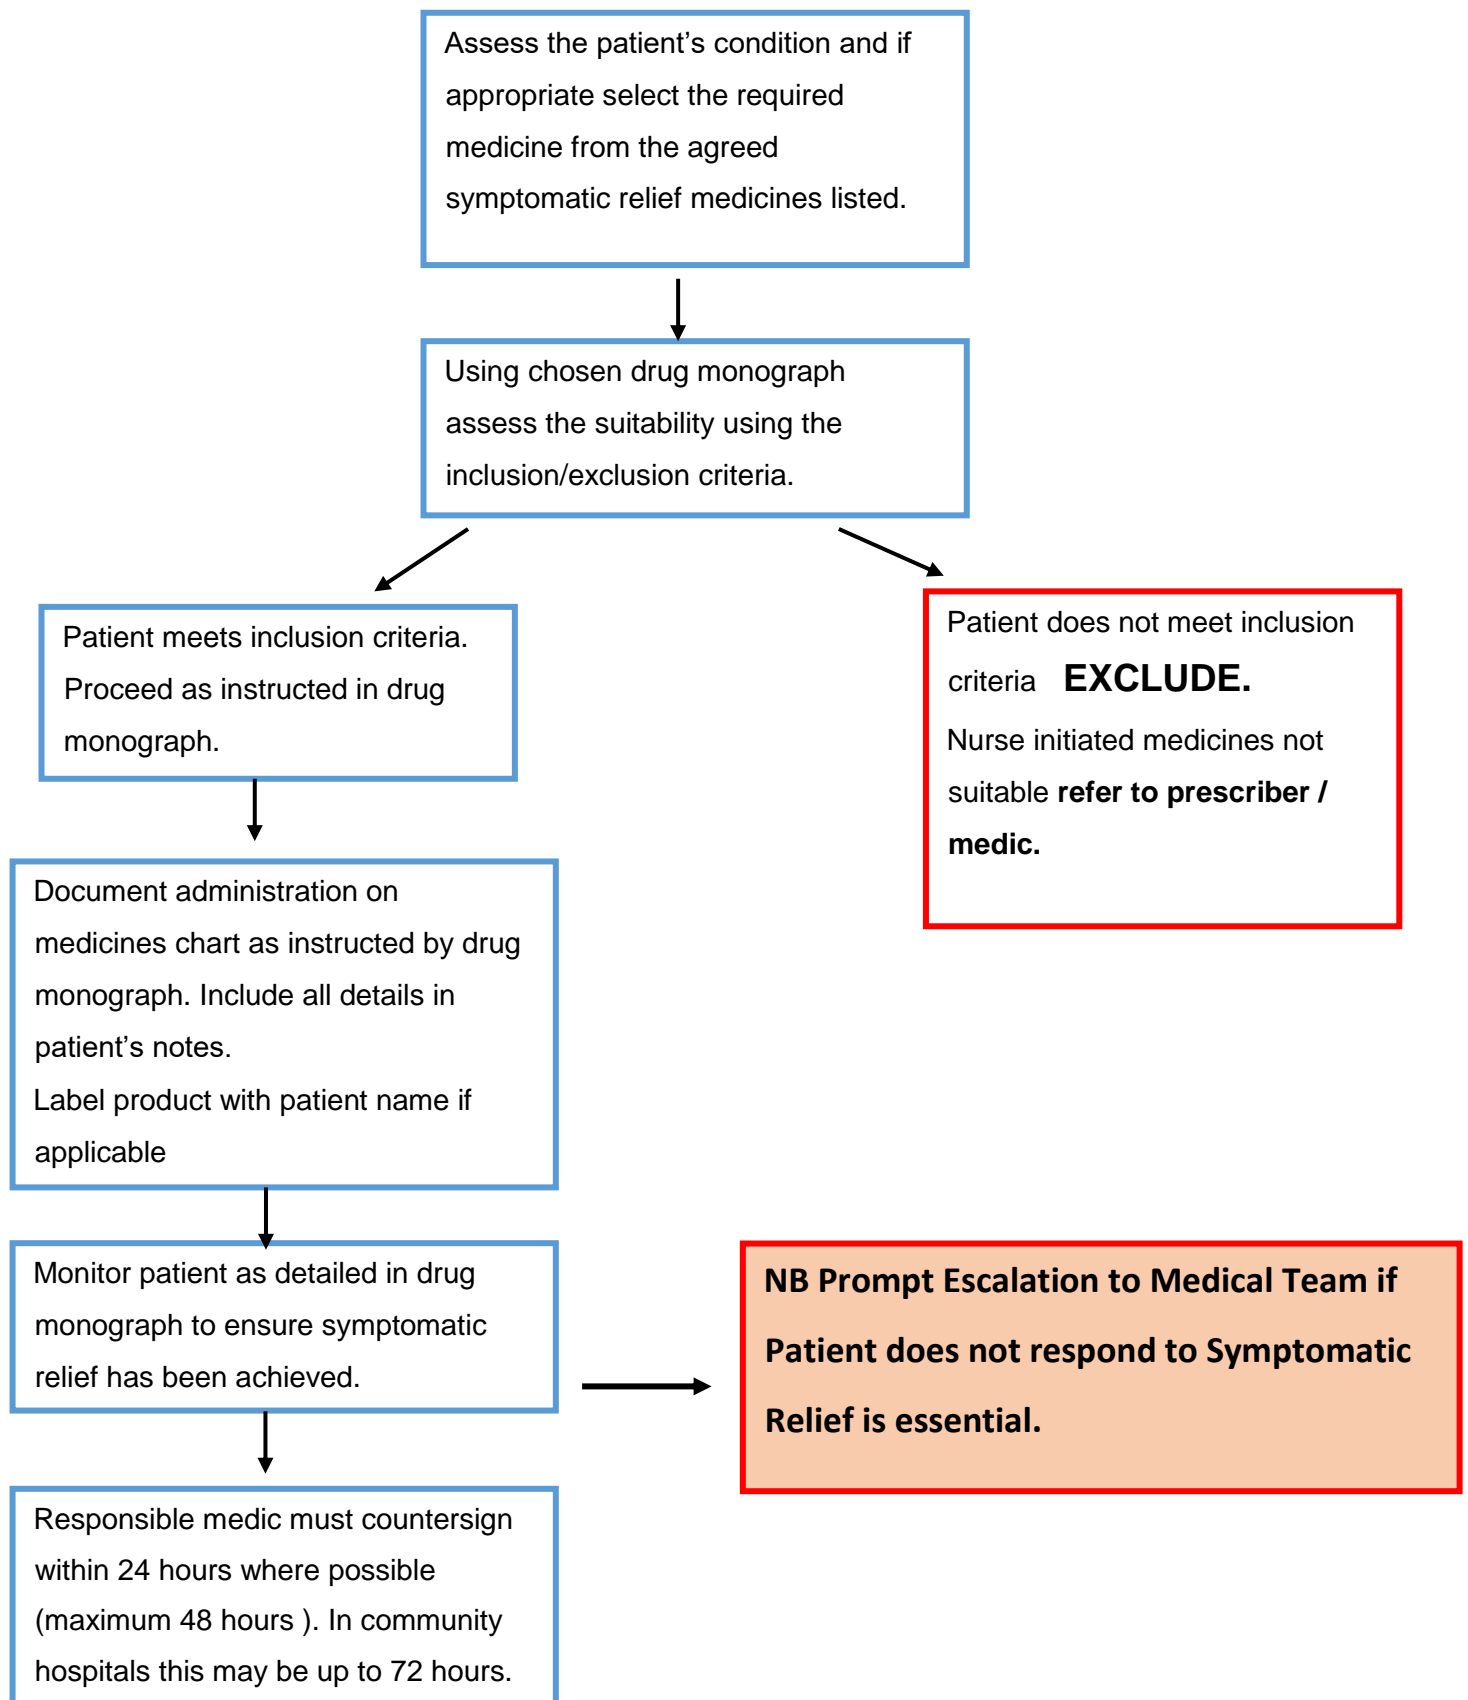 Assess the patient’s condition and if
appropriate select the required
medicine from the agreed
symptomatic relief medicines listed.
Using chosen drug monograph
assess the suitability using the
inclusion/exclusion criteria.
Patient meets inclusion criteria.
Proceed as instructed in drug
monograph.
Patient does not meet inclusion
criteria EXCLUDE.
Nurse initiated medicines not
suitable refer to prescriber /
medic.
Document administration on
medicines chart as instructed by drug
monograph. Include all details in
patient’s notes.
Label product with patient name if
applicable
Monitor patient as detailed in drug
monograph to ensure symptomatic
relief has been achieved.
NB Prompt Escalation to Medical Team if
Patient does not respond to Symptomatic
Relief is essential.
Responsible medic must countersign
within 24 hours where possible
(maximum 48 hours ). In community
hospitals this may be up to 72 hours.